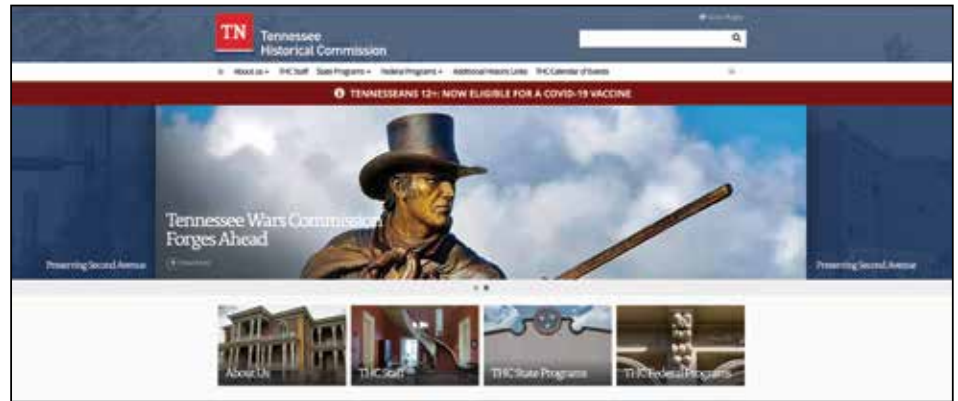 TN
Tennessee
Historical Commission
About Us THC Staff State Programs Federal Programs Additional Historic Links THC Calendar of Events
TENNESSEANS 12+: NOW ELIGIBLE FOR A COVID-19 VACCINE
Tennessee Wars Commission
Forges Ahead
Preserving Second Avenue
Preserving Second Avenue
About Us
THC Staff
THC State Programs
THC Federal Programs